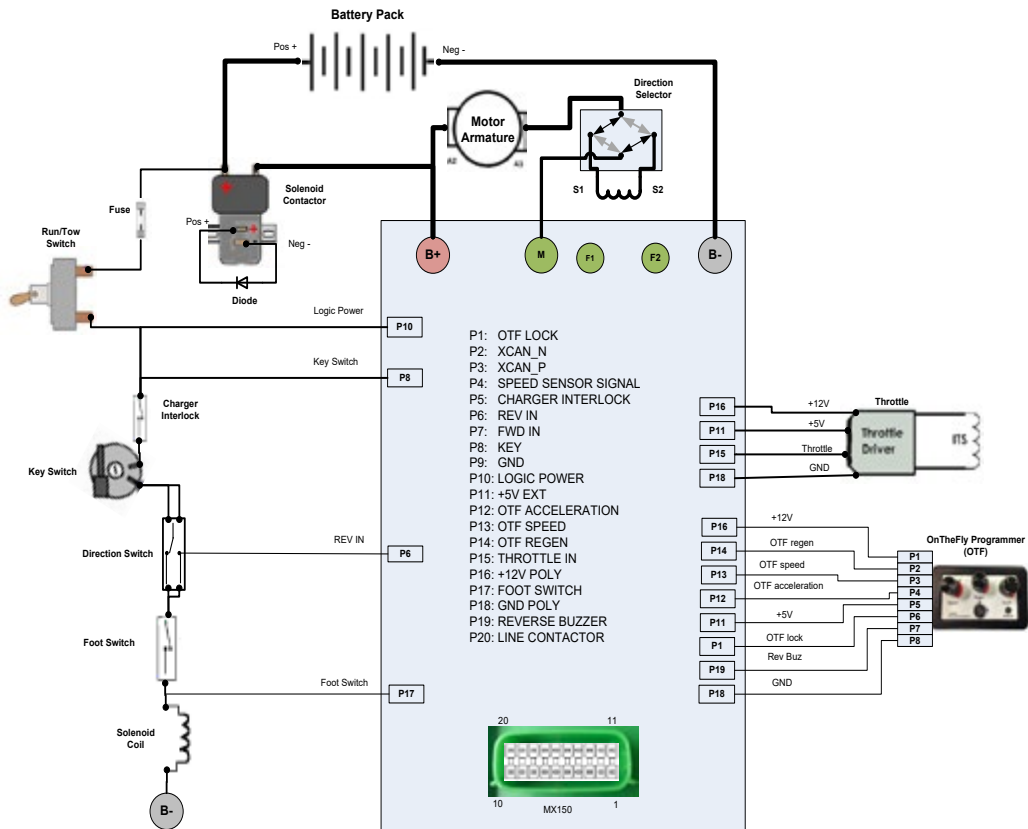 Battery Pack
Pos +
Neg -
Direction
Selector
Motor
Armature
A2
A1
S1
S2
Solenoid
Contactor
Fuse
Pos +
Neg -
Run/Tow
Switch
Diode
B+
M
F1
F2
B-
Logic Power
P10
Key Switch
P8
Charger
Interlock
Key Switch
Direction Switch
REV IN
P6
Foot Switch
Foot Switch
P17
Solenoid
Coil
B-
P1: OTF LOCK
P2: XCAN_N
P3: XCAN_P
P4: SPEED SENSOR SIGNAL
P5: CHARGER INTERLOCK
P6: REV IN
P7: FWD IN
P8: KEY
P9: GND
P10: LOGIC POWER
P11: +5V EXT
P12: OTF ACCELERATION
P13: OTF SPEED
P14: OTF REGEN
P15: THROTTLE IN
P16: +12V POLY
P17: FOOT SWITCH
P18: GND POLY
P19: REVERSE BUZZER
P20: LINE CONTACTOR
20
11
10
1
MX150
P16
+12V
P11
+5V
P15
Throttle
P18
GND
Throttle
Throttle
Driver
ITS
P16
+12V
P14
OTF regen
P13
OTF speed
P12
OTF acceleration
P11
+5V
P1
OTF lock
P19
Rev Buz
P18
GND
P1
P2
P3
P4
P5
P6
P7
P8
OnTheFly Programmer
(OTF)